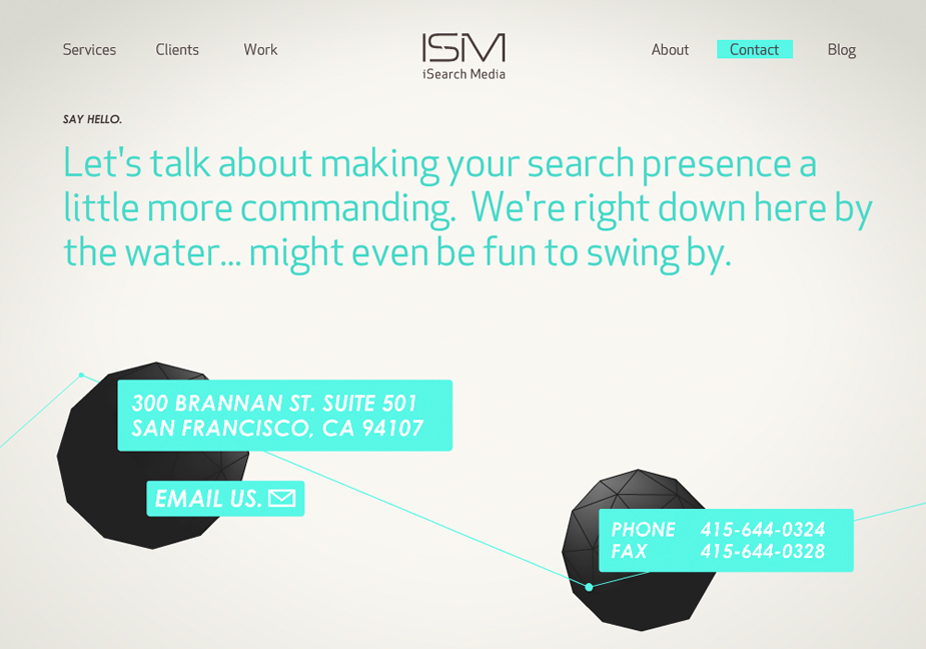 Services Clients Work ISM About Contact Blog
iSearch Media
SAY HELLO.
Let's talk about making your search presence a
little more commanding.  We're right down here by
the water... might even be fun to swing by.
300 BRANNAN ST. SUITE 501
SAN FRANCISCO, CA 94107
EMAIL US.
PHONE 415-644-0324
FAX 415-644-0328